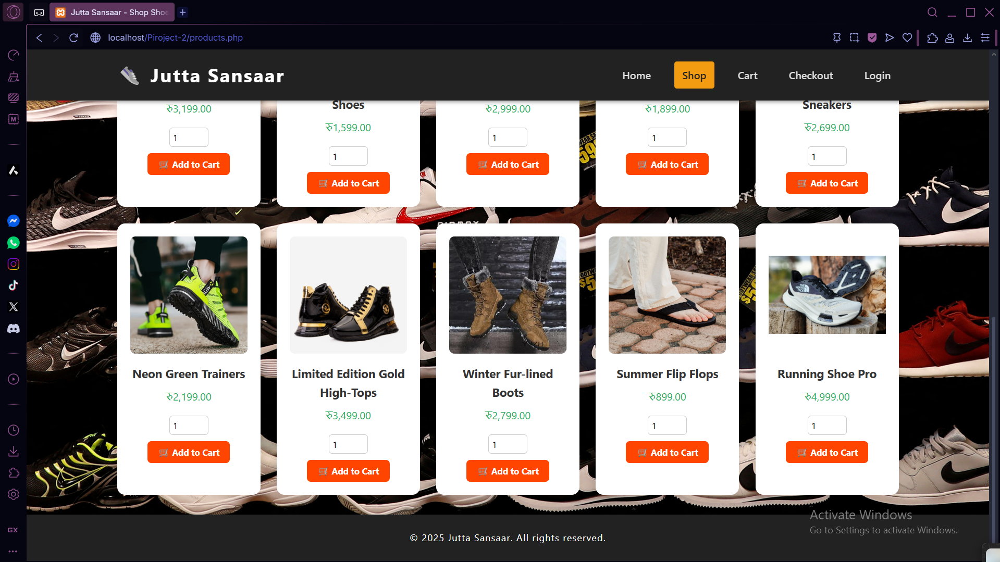 Jutta Sansaar - Shop Shoe
localhost/Piroject-2/products.php
Jutta Sansaar
Home
Shop
Cart
Checkout
Login
रु3,199.00
1
🛒 Add to Cart
Shoes
रु1,599.00
1
🛒 Add to Cart
रु2,999.00
1
🛒 Add to Cart
रु1,899.00
1
🛒 Add to Cart
Sneakers
रु2,699.00
1
🛒 Add to Cart
Neon Green Trainers
रु2,199.00
1
🛒 Add to Cart
Limited Edition Gold
High-Tops
रु3,499.00
1
🛒 Add to Cart
Winter Fur-lined
Boots
रु2,799.00
1
🛒 Add to Cart
Summer Flip Flops
रु899.00
1
🛒 Add to Cart
THE
NORTH
FACE
Running Shoe Pro
रु4,999.00
1
🛒 Add to Cart
Activate Windows
Go to Settings to activate Windows.
© 2025 Jutta Sansaar. All rights reserved.
GX